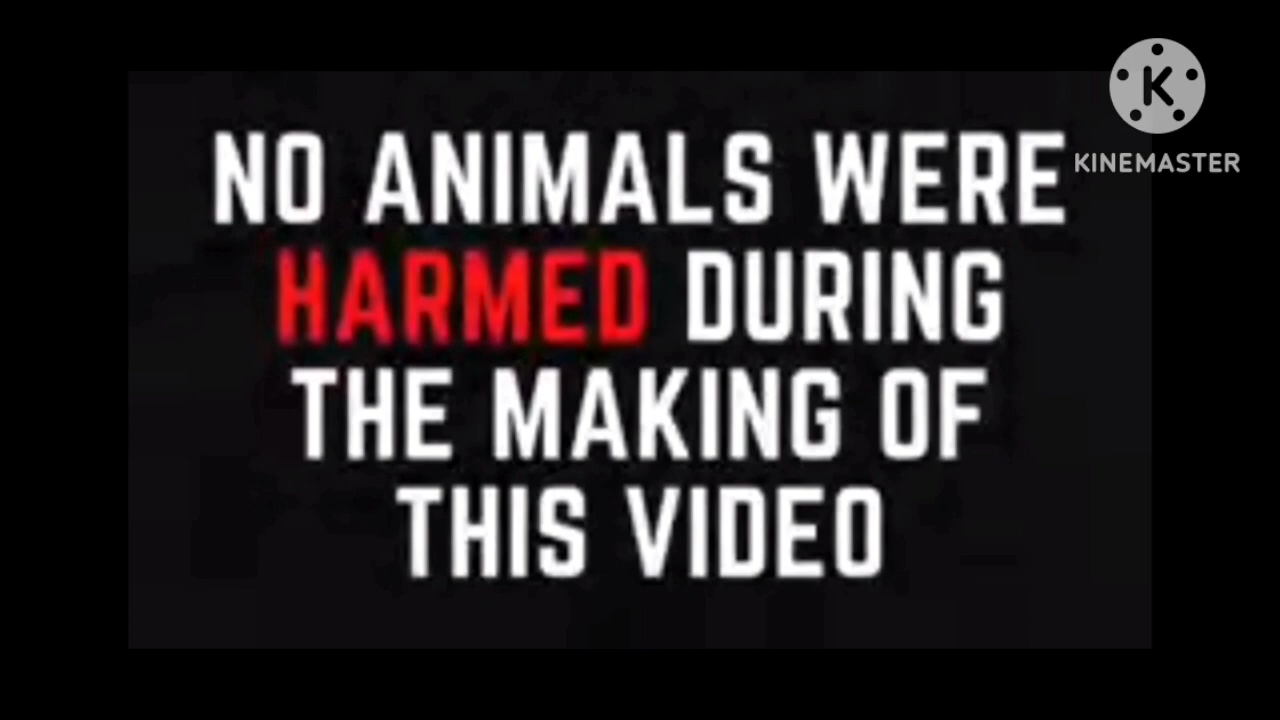 NO ANIMALS WERE
HARMED DURING
THE MAKING OF
THIS VIDEO
K
KINEMASTER